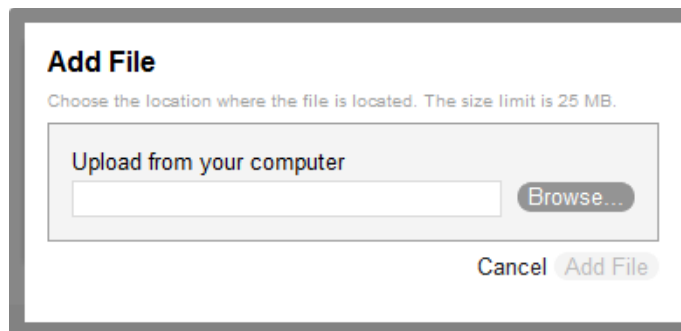 Add File
Choose the location where the file is located. The size limit is 25 MB.
Upload from your computer
Browse...
Cancel Add File